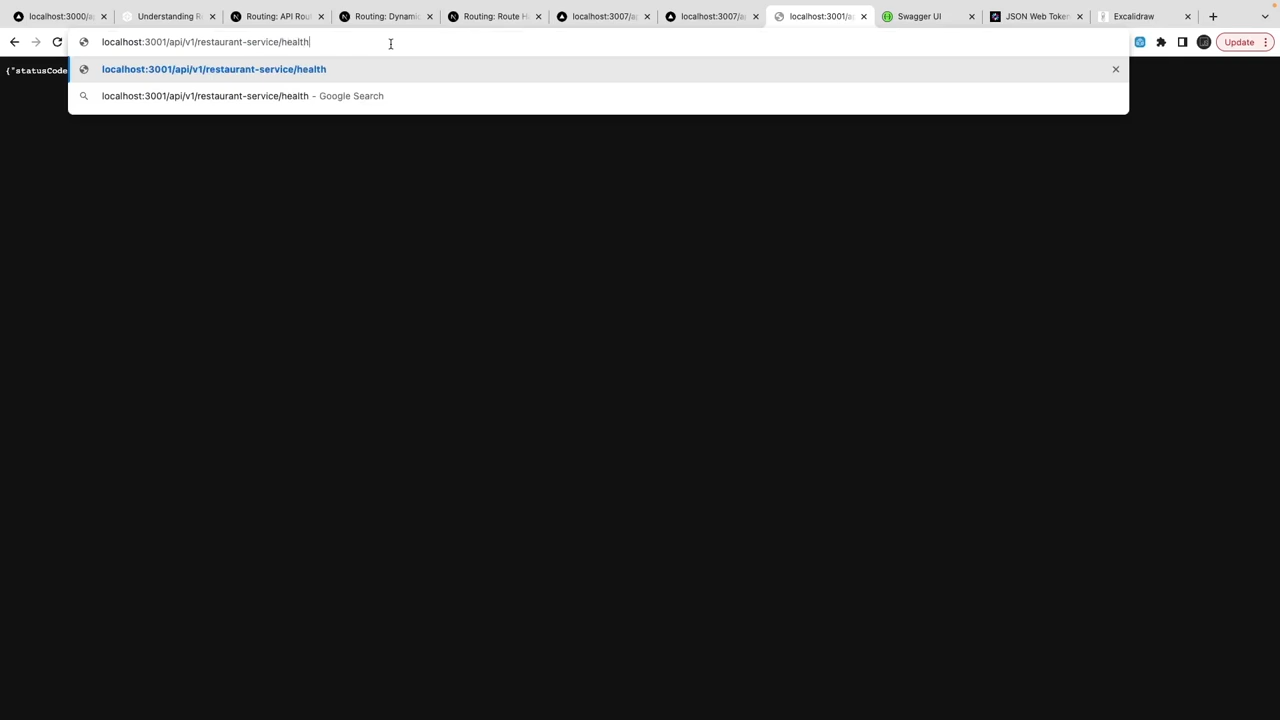 localhost:3000/a
Understanding R
Routing: API Rou
Routing: Dynamic
Routing: Route H
localhost:3007/a
localhost:3007/a
localhost:3001/a
Swagger UI
JSON Web Token
Excalidraw
localhost:3001/api/v1/restaurant-service/health
Update
{"statusCode
localhost:3001/api/v1/restaurant-service/health
localhost:3001/api/v1/restaurant-service/health - Google Search